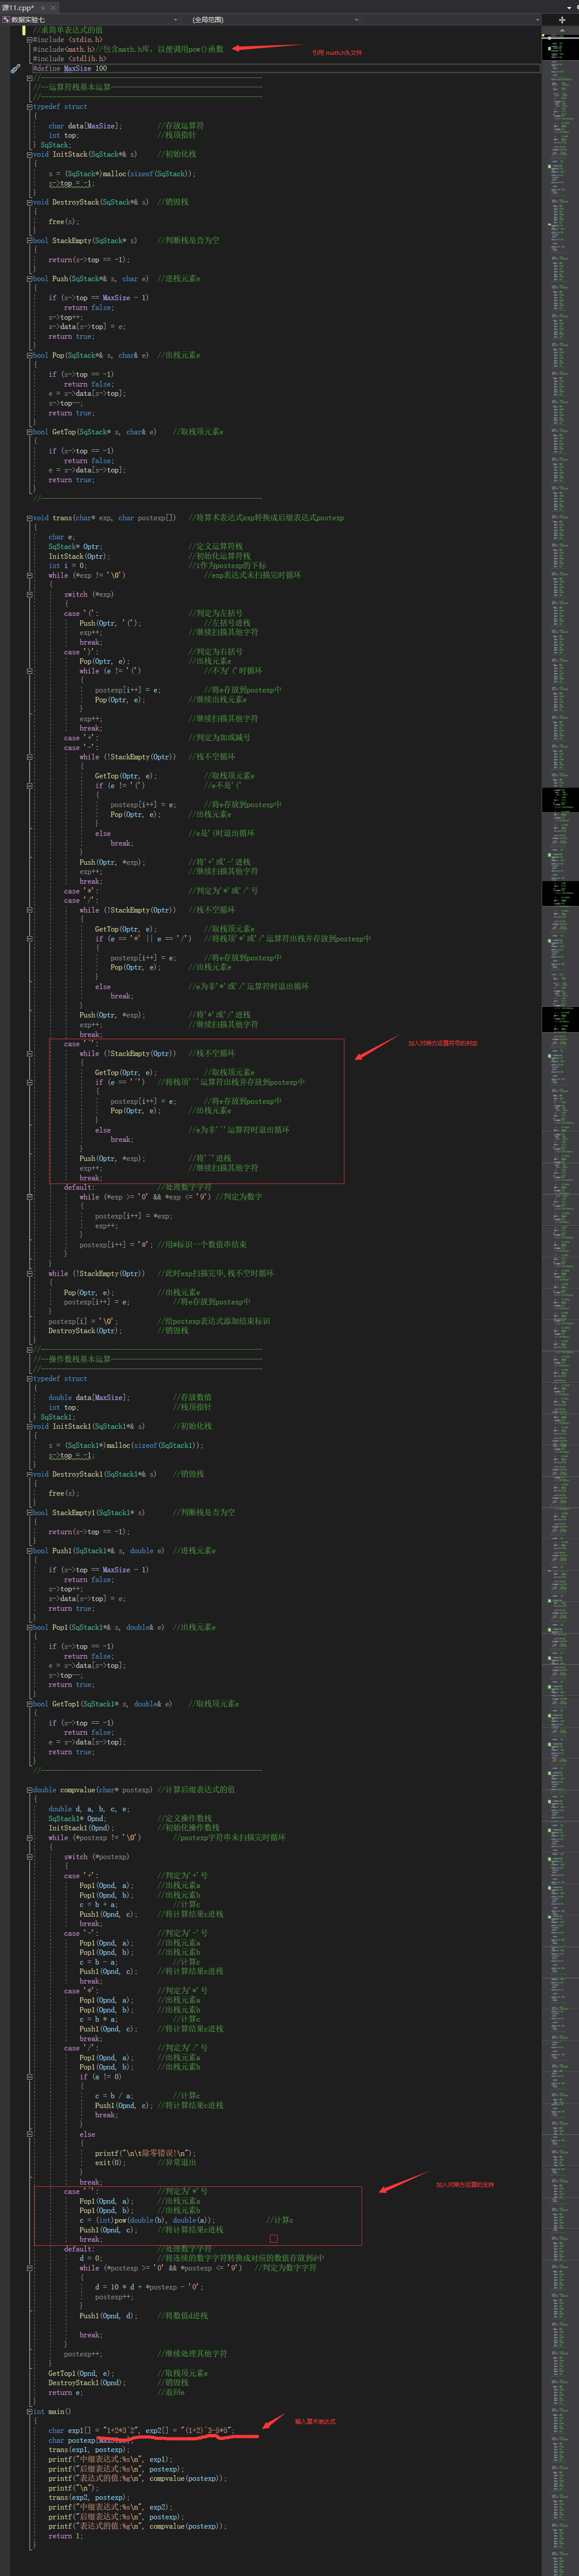 源11.cpp*
数据实验七
(全局范围)
//求简单表达式的值
#include <stdio.h>
#include<math.h>//包含math.h库，以便调用pow()函数
引用 math.h头文件
#include <stdlib.h>
#define MaxSize 100
//---------------------------------------------------------
//--运算符栈基本运算---------------------------------------
//---------------------------------------------------------
typedef struct
{
char data[MaxSize]; //存放运算符
int top; //栈顶指针
} SqStack;
void InitStack(SqStack*& s) //初始化栈
{
s = (SqStack*)malloc(sizeof(SqStack));
s->top = -1;
}
void DestroyStack(SqStack*& s) //销毁栈
{
free(s);
}
bool StackEmpty(SqStack* s) //判断栈是否为空
{
return(s->top == -1);
}
bool Push(SqStack*& s, char e) //进栈元素e
{
if (s->top == MaxSize - 1)
return false;
s->top++;
s->data[s->top] = e;
return true;
}
bool Pop(SqStack*& s, char& e) //出栈元素e
{
if (s->top == -1)
return false;
e = s->data[s->top];
s->top--;
return true;
}
bool GetTop(SqStack* s, char& e) //取栈顶元素e
{
if (s->top == -1)
return false;
e = s->data[s->top];
return true;
}
//---------------------------------------------------------
void trans(char* exp, char postexp[]) //将算术表达式exp转换成后缀表达式postexp
{
char e;
SqStack* Optr; //定义运算符栈
InitStack(Optr); //初始化运算符栈
int i = 0; //i作为postexp的下标
while (*exp != '\0') //exp表达式未扫描完时循环
{
switch (*exp)
{
case '(': //判定为左括号
Push(Optr, '('); //左括号进栈
exp++; //继续扫描其他字符
break;
case ')': //判定为右括号
Pop(Optr, e); //出栈元素e
while (e != '(') //不为'('时循环
{
postexp[i++] = e; //将e存放到postexp中
Pop(Optr, e); //继续出栈元素e
}
exp++; //继续扫描其他字符
break;
case '+': //判定为加或减号
case '-':
while (!StackEmpty(Optr)) //栈不空循环
{
GetTop(Optr, e); //取栈顶元素e
if (e != '(') //e不是'('
{
postexp[i++] = e; //将e存放到postexp中
Pop(Optr, e); //出栈元素e
}
else //e是'(时退出循环
break;
}
Push(Optr, *exp); //将'+'或'-'进栈
exp++; //继续扫描其他字符
break;
case '*': //判定为'*'或'/'号
case '/':
while (!StackEmpty(Optr)) //栈不空循环
{
GetTop(Optr, e); //取栈顶元素e
if (e == '*' || e == '/') //将栈顶'*'或'/'运算符出栈并存放到postexp中
{
postexp[i++] = e; //将e存放到postexp中
Pop(Optr, e); //出栈元素e
}
else //e为非'*'或'/'运算符时退出循环
break;
}
Push(Optr, *exp); //将'*'或'/'进栈
exp++; //继续扫描其他字符
break;
加入对乘方运算符号的判定
case '^':
while (!StackEmpty(Optr)) //栈不空循环
{
GetTop(Optr, e); //取栈顶元素e
if (e == '^') //将栈顶'^'运算符出栈并存放到postexp中
{
postexp[i++] = e; //将e存放到postexp中
Pop(Optr, e); //出栈元素e
}
else //e为非'^'运算符时退出循环
break;
}
Push(Optr, *exp); //将'^'进栈
exp++; //继续扫描其他字符
break;
default: //处理数字字符
while (*exp >= '0' && *exp <= '9') //判定为数字
{
postexp[i++] = *exp;
exp++;
}
postexp[i++] = '#'; //用#标识一个数值串结束
}
}
while (!StackEmpty(Optr)) //此时exp扫描完毕,栈不空时循环
{
Pop(Optr, e); //出栈元素e
postexp[i++] = e; //将e存放到postexp中
}
postexp[i] = '\0'; //给postexp表达式添加结束标识
DestroyStack(Optr); //销毁栈
}
//---------------------------------------------------------
//--操作数栈基本运算---------------------------------------
//---------------------------------------------------------
typedef struct
{
double data[MaxSize]; //存放数值
int top; //栈顶指针
} SqStack1;
void InitStack1(SqStack1*& s) //初始化栈
{
s = (SqStack1*)malloc(sizeof(SqStack1));
s->top = -1;
}
void DestroyStack1(SqStack1*& s) //销毁栈
{
free(s);
}
bool StackEmpty1(SqStack1* s) //判断栈是否为空
{
return(s->top == -1);
}
bool Push1(SqStack1*& s, double e) //进栈元素e
{
if (s->top == MaxSize - 1)
return false;
s->top++;
s->data[s->top] = e;
return true;
}
bool Pop1(SqStack1*& s, double& e) //出栈元素e
{
if (s->top == -1)
return false;
e = s->data[s->top];
s->top--;
return true;
}
bool GetTop1(SqStack1* s, double& e) //取栈顶元素e
{
if (s->top == -1)
return false;
e = s->data[s->top];
return true;
}
//---------------------------------------------------------
double compvalue(char* postexp) //计算后缀表达式的值
{
double d, a, b, c, e;
SqStack1* Opnd; //定义操作数栈
InitStack1(Opnd); //初始化操作数栈
while (*postexp != '\0') //postexp字符串未扫描完时循环
{
switch (*postexp)
{
case '+': //判定为'+'号
Pop1(Opnd, a); //出栈元素a
Pop1(Opnd, b); //出栈元素b
c = b + a; //计算c
Push1(Opnd, c); //将计算结果c进栈
break;
case '-': //判定为'-'号
Pop1(Opnd, a); //出栈元素a
Pop1(Opnd, b); //出栈元素b
c = b - a; //计算c
Push1(Opnd, c); //将计算结果c进栈
break;
case '*': //判定为'*'号
Pop1(Opnd, a); //出栈元素a
Pop1(Opnd, b); //出栈元素b
c = b * a; //计算c
Push1(Opnd, c); //将计算结果c进栈
break;
case '/': //判定为'/'号
Pop1(Opnd, a); //出栈元素a
Pop1(Opnd, b); //出栈元素b
if (a != 0)
{
c = b / a; //计算c
Push1(Opnd, c); //将计算结果c进栈
break;
}
else
{
printf("\n\t除零错误!\n");
exit(0); //异常退出
}
break;
加入对乘方运算的支持
case '^': //判定为'*'号
Pop1(Opnd, a); //出栈元素a
Pop1(Opnd, b); //出栈元素b
c = (int)pow(double(b), double(a)); //计算c
Push1(Opnd, c); //将计算结果c进栈
break;
default: //处理数字字符
d = 0; //将连续的数字字符转换成对应的数值存放到d中
while (*postexp >= '0' && *postexp <= '9') //判定为数字字符
{
d = 10 * d + *postexp - '0';
postexp++;
}
Push1(Opnd, d); //将数值d进栈
break;
}
postexp++; //继续处理其他字符
}
GetTop1(Opnd, e); //取栈顶元素e
DestroyStack1(Opnd); //销毁栈
return e; //返回e
}
int main()
{
输入算术表达式
char exp1[] = "1+2*3^2", exp2[] = "(1+2)^3-5*5";
char postexp[MaxSize];
trans(exp1, postexp);
printf("中缀表达式:%s\n", exp1);
printf("后缀表达式:%s\n", postexp);
printf("表达式的值:%g\n", compvalue(postexp));
printf("\n");
trans(exp2, postexp);
printf("中缀表达式:%s\n", exp2);
printf("后缀表达式:%s\n", postexp);
printf("表达式的值:%g\n", compvalue(postexp));
return 1;
}